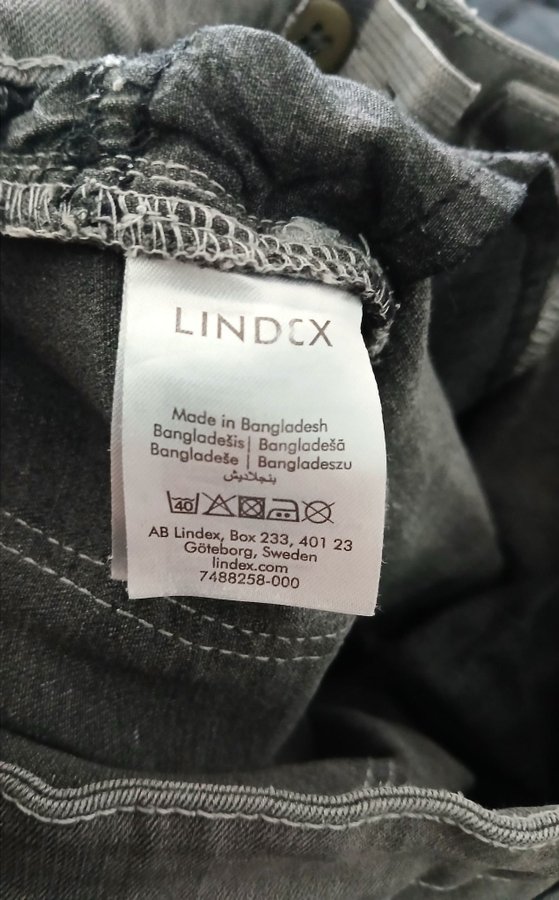 LINDEX
Made in Bangladesh
Bangladešis | Bangladešā
Bangladeše | Bangladeszu
بنجلاديش
40
AB Lindex, Box 233, 401 23
Göteborg, Sweden
lindex.com
7488258-000